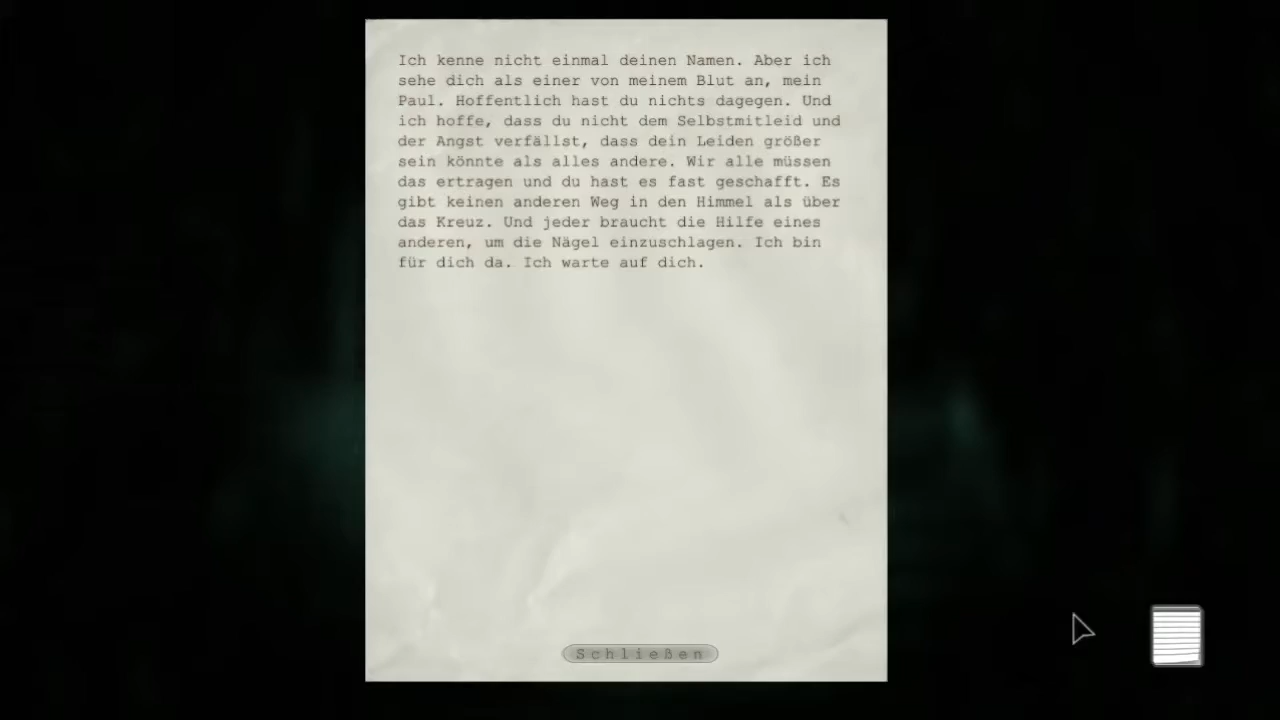 Ich kenne nicht einmal deinen Namen. Aber ich
sehe dich als einer von meinem Blut an, mein
Paul. Hoffentlich hast du nichts dagegen. Und
ich hoffe, dass du nicht dem Selbstmitleid und
der Angst verfällst, dass dein Leiden größer
sein könnte als alles andere. Wir alle müssen
das ertragen und du hast es fast geschafft. Es
gibt keinen anderen Weg in den Himmel als über
das Kreuz. Und jeder braucht die Hilfe eines
anderen, um die Nägel einzuschlagen. Ich bin
für dich da. Ich warte auf dich.
Schließen